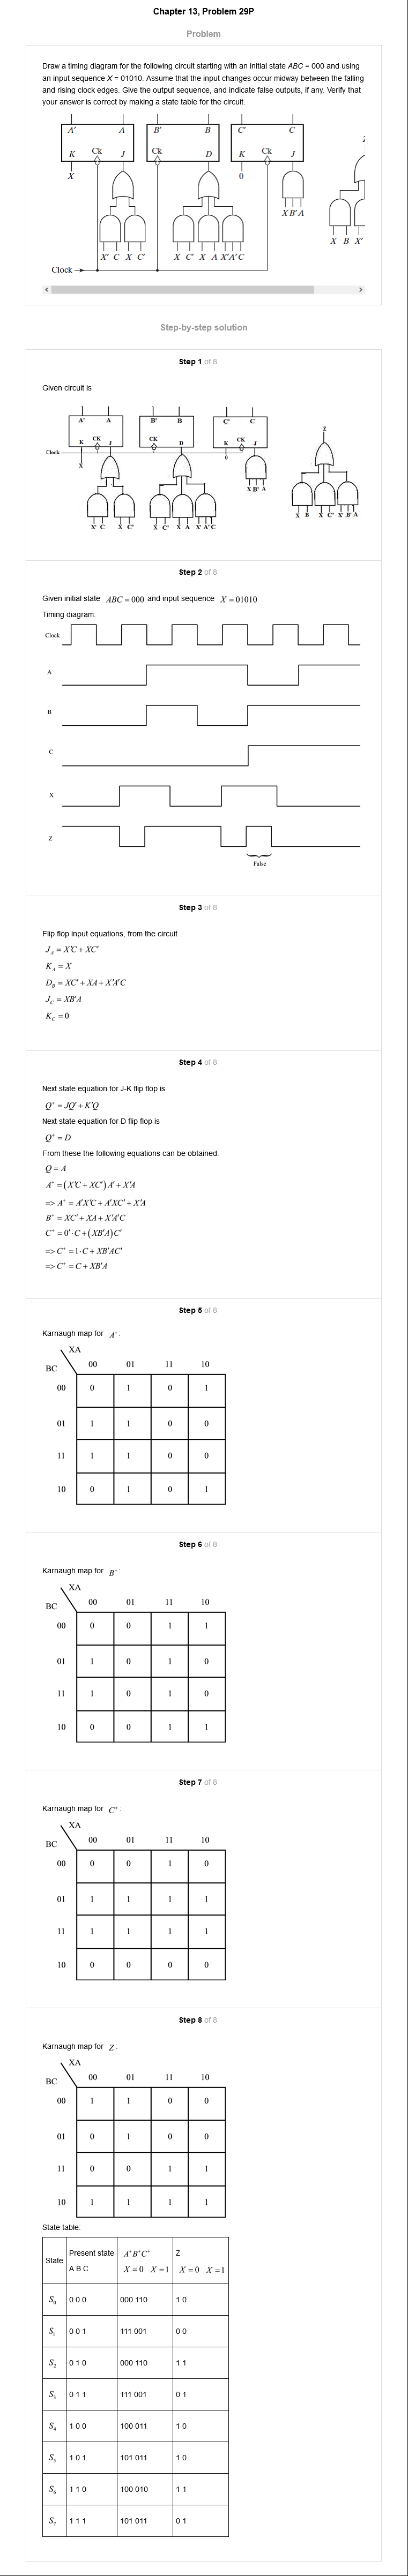 Chapter 13, Problem 29P
Problem
Draw a timing diagram for the following circuit starting with an initial state ABC = 000 and using
an input sequence X = 01010. Assume that the input changes occur midway between the falling
and rising clock edges. Give the output sequence, and indicate false outputs, if any. Verify that
your answer is correct by making a state table for the circuit.
A′ A B′ B C′ C
K Ck J Ck D K Ck J
X 0
X B′ A
X B X′
X′ C X C′ X C′ X A X′A′C
Clock
Step-by-step solution
Step 1 of 8
Given circuit is
A′ A B′ B C′ C
K CK J CK D K CK J
Clock
X 0 Z
X B′ A
X′ C X C′ X C′ X A X′ A′C X B X C′ X′ B′ A
Step 2 of 8
Given initial state ABC = 000 and input sequence X = 01010
Timing diagram:
Clock
A
B
C
X
Z
False
Step 3 of 8
Flip flop input equations, from the circuit
J_A = X′C + XC′
K_A = X
D_B = XC′ + XA + X′A′C
J_C = XB′A
K_C = 0
Step 4 of 8
Next state equation for J-K flip flop is
Q⁺ = JQ′ + K′Q
Next state equation for D flip flop is
Q⁺ = D
From these the following equations can be obtained.
Q = A
A⁺ = (X′C + XC′) A′ + X′A
=> A⁺ = A′X′C + A′XC′ + X′A
B⁺ = XC′ + XA + X′A′C
C⁺ = 0′·C + (XB′A)C′
=> C⁺ = 1·C + XB′AC′
=> C⁺ = C + XB′A
Step 5 of 8
Karnaugh map for A⁺:
XA
BC 00 01 11 10
00 0 1 0 1
01 1 1 0 0
11 1 1 0 0
10 0 1 0 1
Step 6 of 8
Karnaugh map for B⁺:
XA
BC 00 01 11 10
00 0 0 1 1
01 1 0 1 0
11 1 0 1 0
10 0 0 1 1
Step 7 of 8
Karnaugh map for C⁺:
XA
BC 00 01 11 10
00 0 0 1 0
01 1 1 1 1
11 1 1 1 1
10 0 0 0 0
Step 8 of 8
Karnaugh map for Z:
XA
BC 00 01 11 10
00 1 1 0 0
01 0 1 0 0
11 0 0 1 1
10 1 1 1 1
State table:
State Present state A⁺B⁺C⁺ Z
A B C X = 0 X = 1 X = 0 X = 1
S₀ 0 0 0 000 110 1 0
S₁ 0 0 1 111 001 0 0
S₂ 0 1 0 000 110 1 1
S₃ 0 1 1 111 001 0 1
S₄ 1 0 0 100 011 1 0
S₅ 1 0 1 101 011 1 0
S₆ 1 1 0 100 010 1 1
S₇ 1 1 1 101 011 0 1